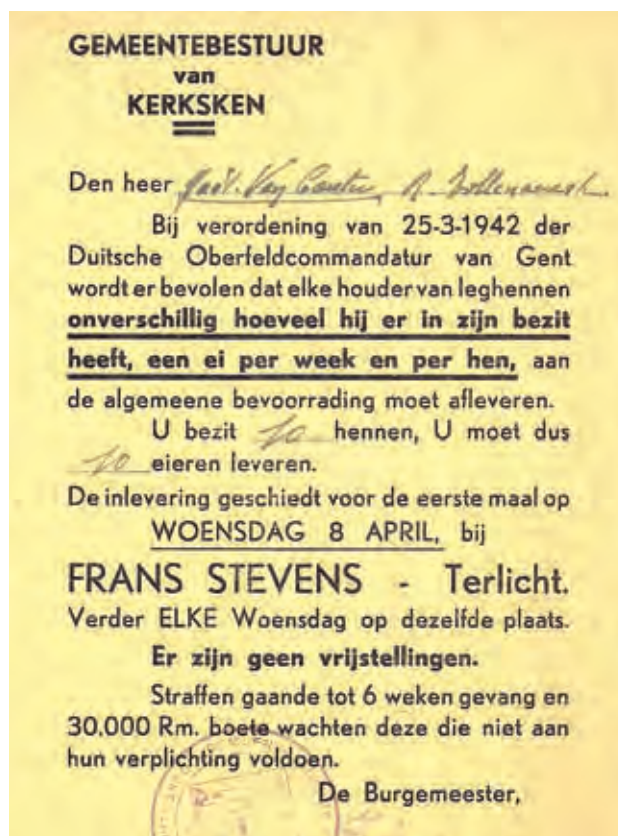 GEMEENTEBESTUUR
van
KERKSKEN
Den heer
Bij verordening van 25-3-1942 der
Duitsche Oberfeldcommandatur van Gent
wordt er bevolen dat elke houder van leghennen
onverschillig hoeveel hij er in zijn bezit
heeft, een ei per week en per hen, aan
de algemeene bevoorrading moet afleveren.
U bezit 10 hennen, U moet dus
10 eieren leveren.
De inlevering geschiedt voor de eerste maal op
WOENSDAG 8 APRIL, bij
FRANS STEVENS - Terlicht.
Verder ELKE Woensdag op dezelfde plaats.
Er zijn geen vrijstellingen.
Straffen gaande tot 6 weken gevang en
30.000 Rm. boete wachten deze die niet aan
hun verplichting voldoen.
De Burgemeester,